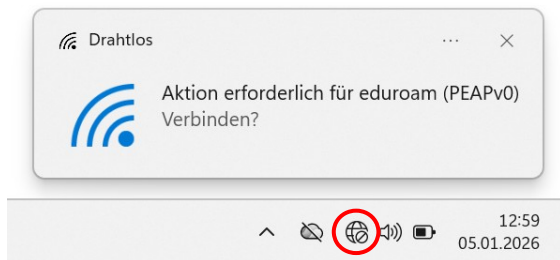 Drahtlos
Aktion erforderlich für eduroam (PEAPv0)
Verbinden?
12:59
05.01.2026